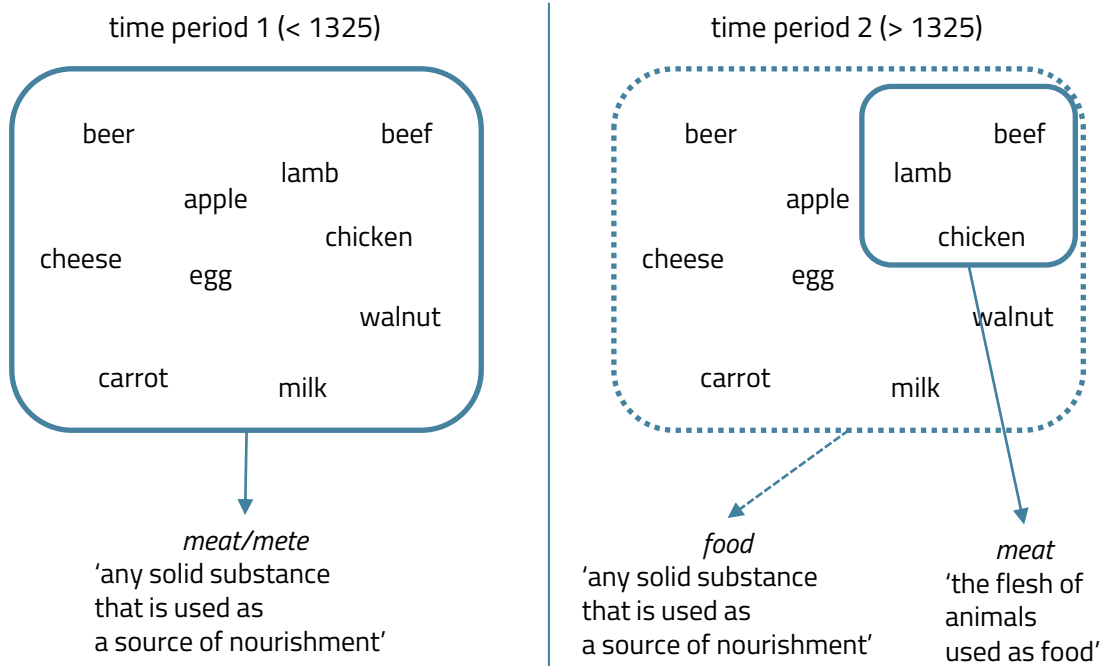 time period 1 (< 1325)
beer
beef
lamb
apple
chicken
cheese
egg
walnut
carrot
milk
meat/mete
‘any solid substance
that is used as
a source of nourishment’
time period 2 (> 1325)
beer
beef
lamb
apple
chicken
cheese
egg
walnut
carrot
milk
food
‘any solid substance
that is used as
a source of nourishment’
meat
‘the flesh of
animals
used as food’